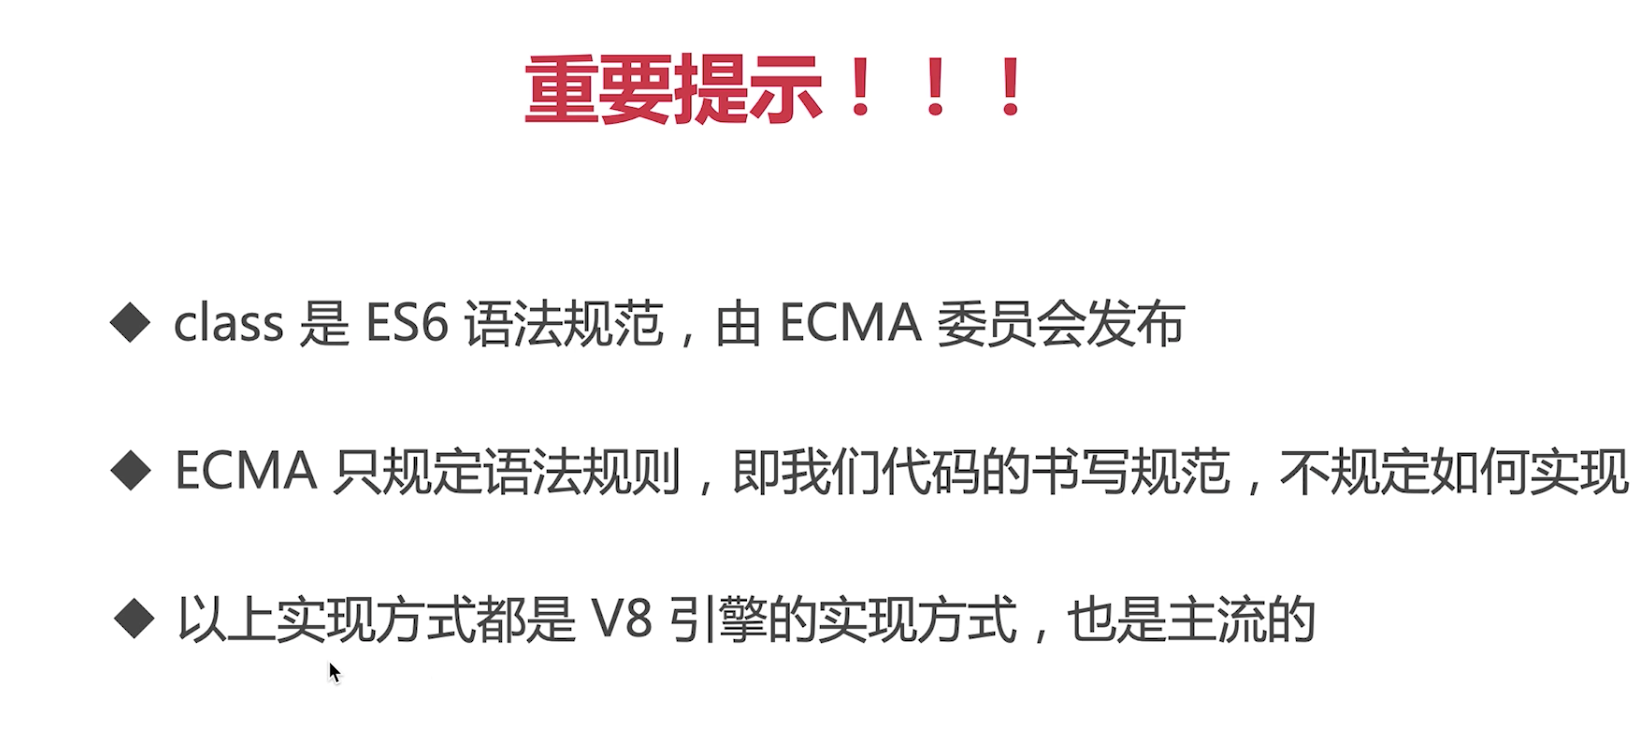 重要提示！！！
◆ class 是 ES6 语法规范，由 ECMA 委员会发布
◆ ECMA 只规定语法规则，即我们代码的书写规范，不规定如何实现
◆ 以上实现方式都是 V8 引擎的实现方式，也是主流的